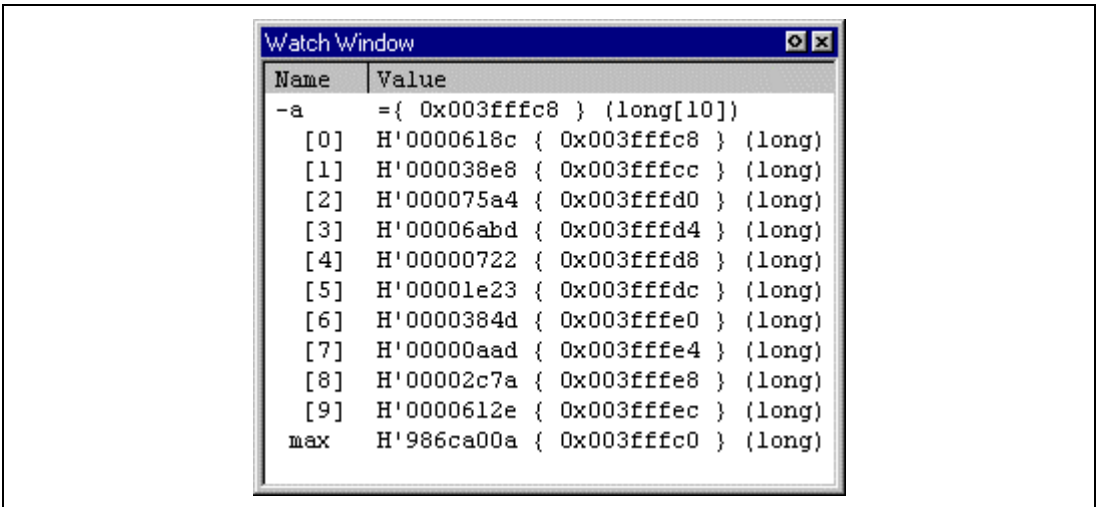 Watch Window
Name Value
-a ={ 0x003fffc8 } (long[10])
[0] H'0000618c { 0x003fffc8 } (long)
[1] H'000038e8 { 0x003fffcc } (long)
[2] H'000075a4 { 0x003fffd0 } (long)
[3] H'00006abd { 0x003fffd4 } (long)
[4] H'00000722 { 0x003fffd8 } (long)
[5] H'00001e23 { 0x003fffdc } (long)
[6] H'0000384d { 0x003fffe0 } (long)
[7] H'00000aad { 0x003fffe4 } (long)
[8] H'00002c7a { 0x003fffe8 } (long)
[9] H'0000612e { 0x003fffec } (long)
max H'986ca00a { 0x003fffc0 } (long)